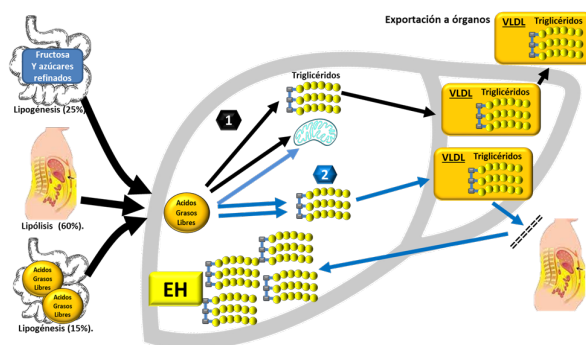 Exportación a órganos
VLDL
Triglicéridos
Fructosa
Y azúcares
refinados
Lipogénesis (25%)
Triglicéridos
1
VLDL Triglicéridos
2
VLDL Triglicéridos
Lipólisis (60%).
Acidos
Grasos
Libres
Acidos
Grasos
Libres
Acidos
Grasos
Libres
Lipogénesis (15%).
EH